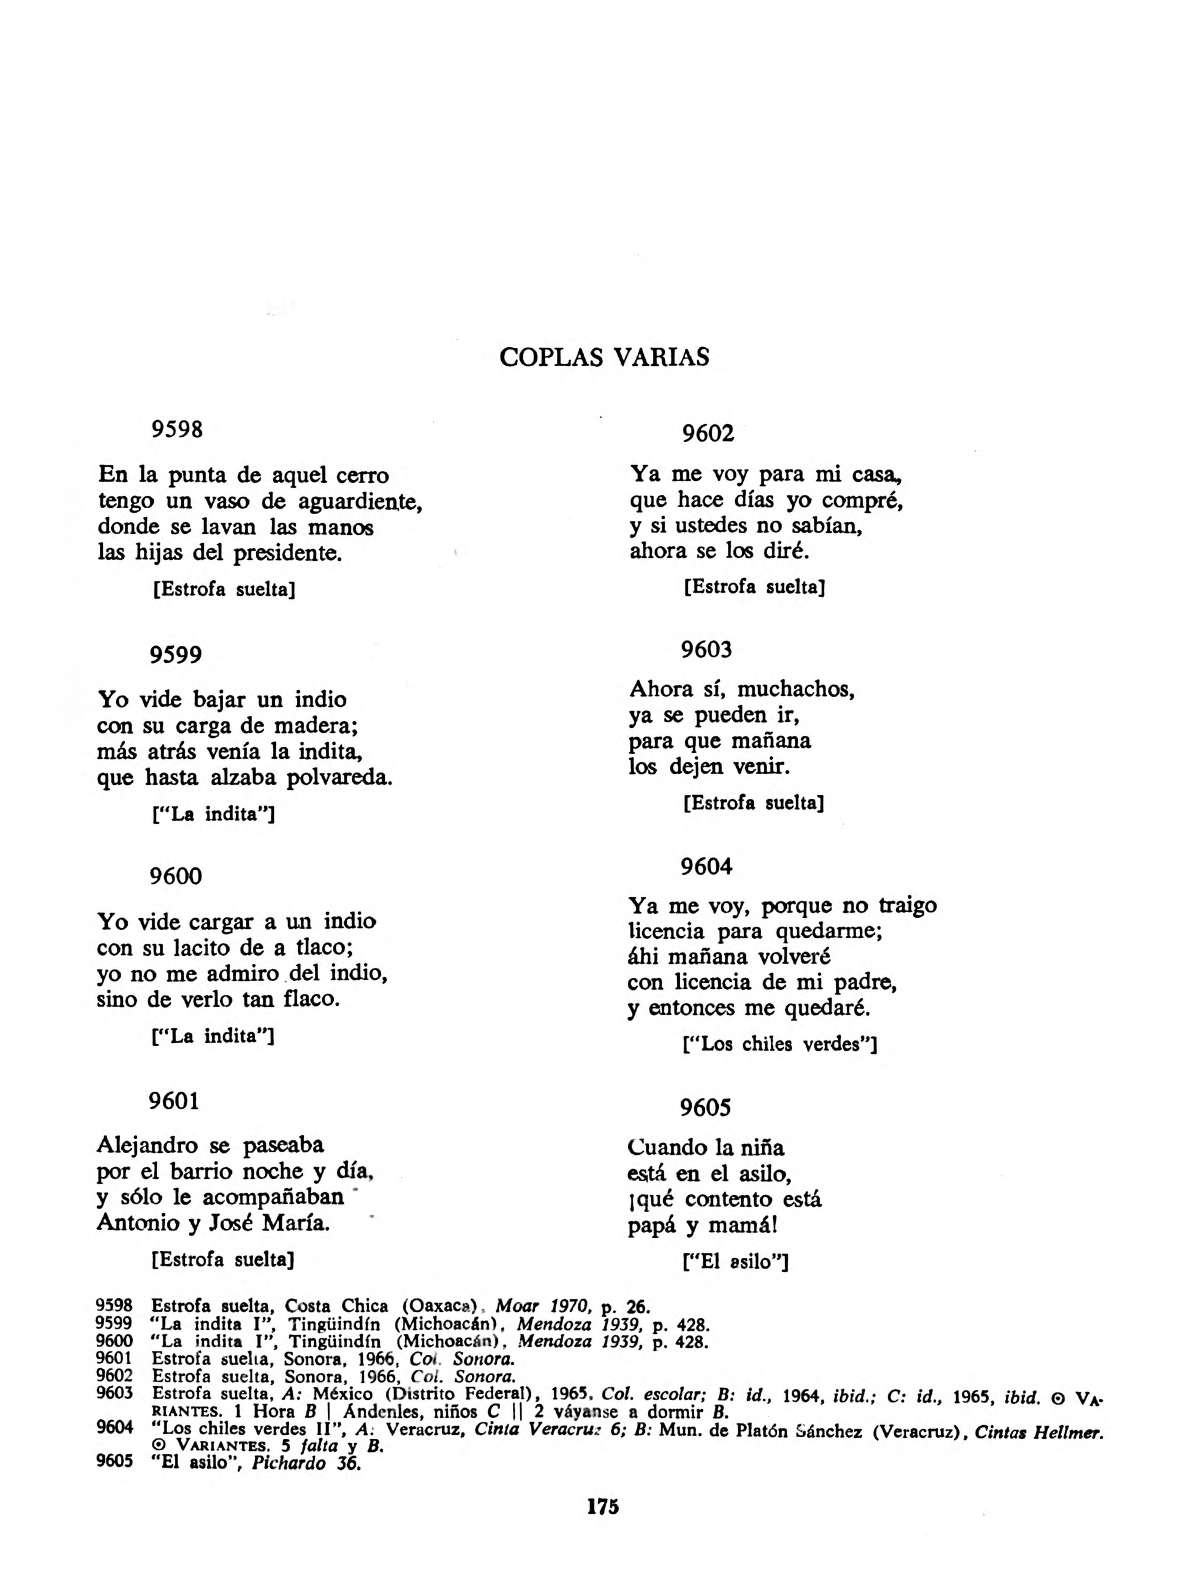 COPLAS VARIAS
9598
En la punta de aquel cerro
tengo un vaso de aguardiente,
donde se lavan las manos
las hijas del presidente.
[Estrofa suelta]
9599
Yo vide bajar un indio
con su carga de madera;
más atrás venía la indita,
que hasta alzaba polvareda.
["La indita"]
9600
Yo vide cargar a un indio
con su lacito de a tlaco;
yo no me admiro del indio,
sino de verlo tan flaco.
["La indita"]
9601
Alejandro se paseaba
por el barrio noche y día,
y sólo le acompañaban
Antonio y José María.
[Estrofa suelta]
9602
Ya me voy para mi casa,
que hace días yo compré,
y si ustedes no sabían,
ahora se los diré.
[Estrofa suelta]
9603
Ahora sí, muchachos,
ya se pueden ir,
para que mañana
los dejen venir.
[Estrofa suelta]
9604
Ya me voy, porque no traigo
licencia para quedarme;
áhi mañana volveré
con licencia de mi padre,
y entonces me quedaré.
["Los chiles verdes"]
9605
Cuando la niña
está en el asilo,
¡qué contento está
papá y mamá!
["El asilo"]
9598 Estrofa suelta, Costa Chica (Oaxaca), Moar 1970, p. 26.
9599 "La indita I", Tingüindín (Michoacán), Mendoza 1939, p. 428.
9600 "La indita I", Tingüindín (Michoacán), Mendoza 1939, p. 428.
9601 Estrofa suelta, Sonora, 1966, Col. Sonora.
9602 Estrofa suelta, Sonora, 1966, Col. Sonora.
9603 Estrofa suelta, A: México (Distrito Federal), 1965, Col. escolar; B: id., 1964, ibid.; C: id., 1965, ibid. ⊙ VA-
RIANTES. 1 Hora B | Ándenles, niños C || 2 váyanse a dormir B.
9604 "Los chiles verdes II", A: Veracruz, Cinta Veracruz 6; B: Mun. de Platón Sánchez (Veracruz), Cintas Hellmer.
⊙ VARIANTES. 5 falta y B.
9605 "El asilo", Pichardo 36.
175